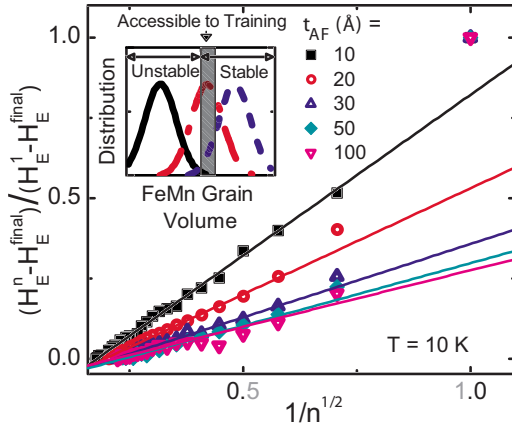 Accessible to Training
Unstable
Stable
Distribution
FeMn Grain
Volume
t_AF (Å) =
10
20
30
50
100
(H_E^n-H_E^final)/(H_E^1-H_E^final)
1.0
0.5
0.0
T = 10 K
0.5
1.0
1/n^1/2